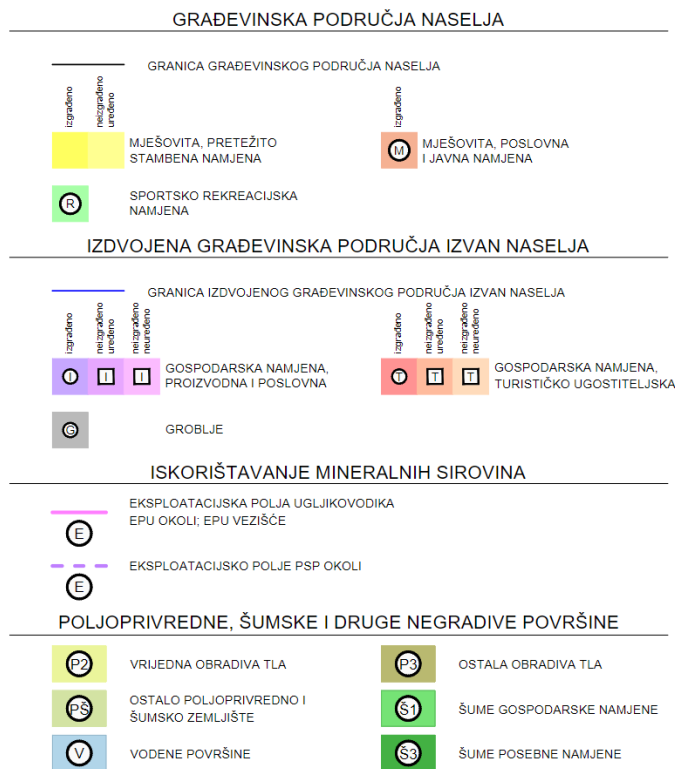 GRAĐEVINSKA PODRUČJA NASELJA
GRANICA GRAĐEVINSKOG PODRUČJA NASELJA
izgrađeno
neizgrađeno
uređeno
MJEŠOVITA, PRETEŽITO
STAMBENA NAMJENA
izgrađeno
M
MJEŠOVITA, POSLOVNA
I JAVNA NAMJENA
R
SPORTSKO REKREACIJSKA
NAMJENA
IZDVOJENA GRAĐEVINSKA PODRUČJA IZVAN NASELJA
GRANICA IZDVOJENOG GRAĐEVINSKOG PODRUČJA IZVAN NASELJA
izgrađeno
neizgrađeno
uređeno
neizgrađeno
neuređeno
I
I
I
GOSPODARSKA NAMJENA,
PROIZVODNA I POSLOVNA
izgrađeno
neizgrađeno
uređeno
neizgrađeno
neuređeno
T
T
T
GOSPODARSKA NAMJENA,
TURISTIČKO UGOSTITELJSKA
G
GROBLJE
ISKORIŠTAVANJE MINERALNIH SIROVINA
EKSPLOATACIJSKA POLJA UGLJIKOVODIKA
EPU OKOLI; EPU VEZIŠĆE
E
EKSPLOATACIJSKO POLJE PSP OKOLI
E
POLJOPRIVREDNE, ŠUMSKE I DRUGE NEGRADIVE POVRŠINE
P2
VRIJEDNA OBRADIVA TLA
P3
OSTALA OBRADIVA TLA
PŠ
OSTALO POLJOPRIVREDNO I
ŠUMSKO ZEMLJIŠTE
Š1
ŠUME GOSPODARSKE NAMJENE
V
VODENE POVRŠINE
Š3
ŠUME POSEBNE NAMJENE